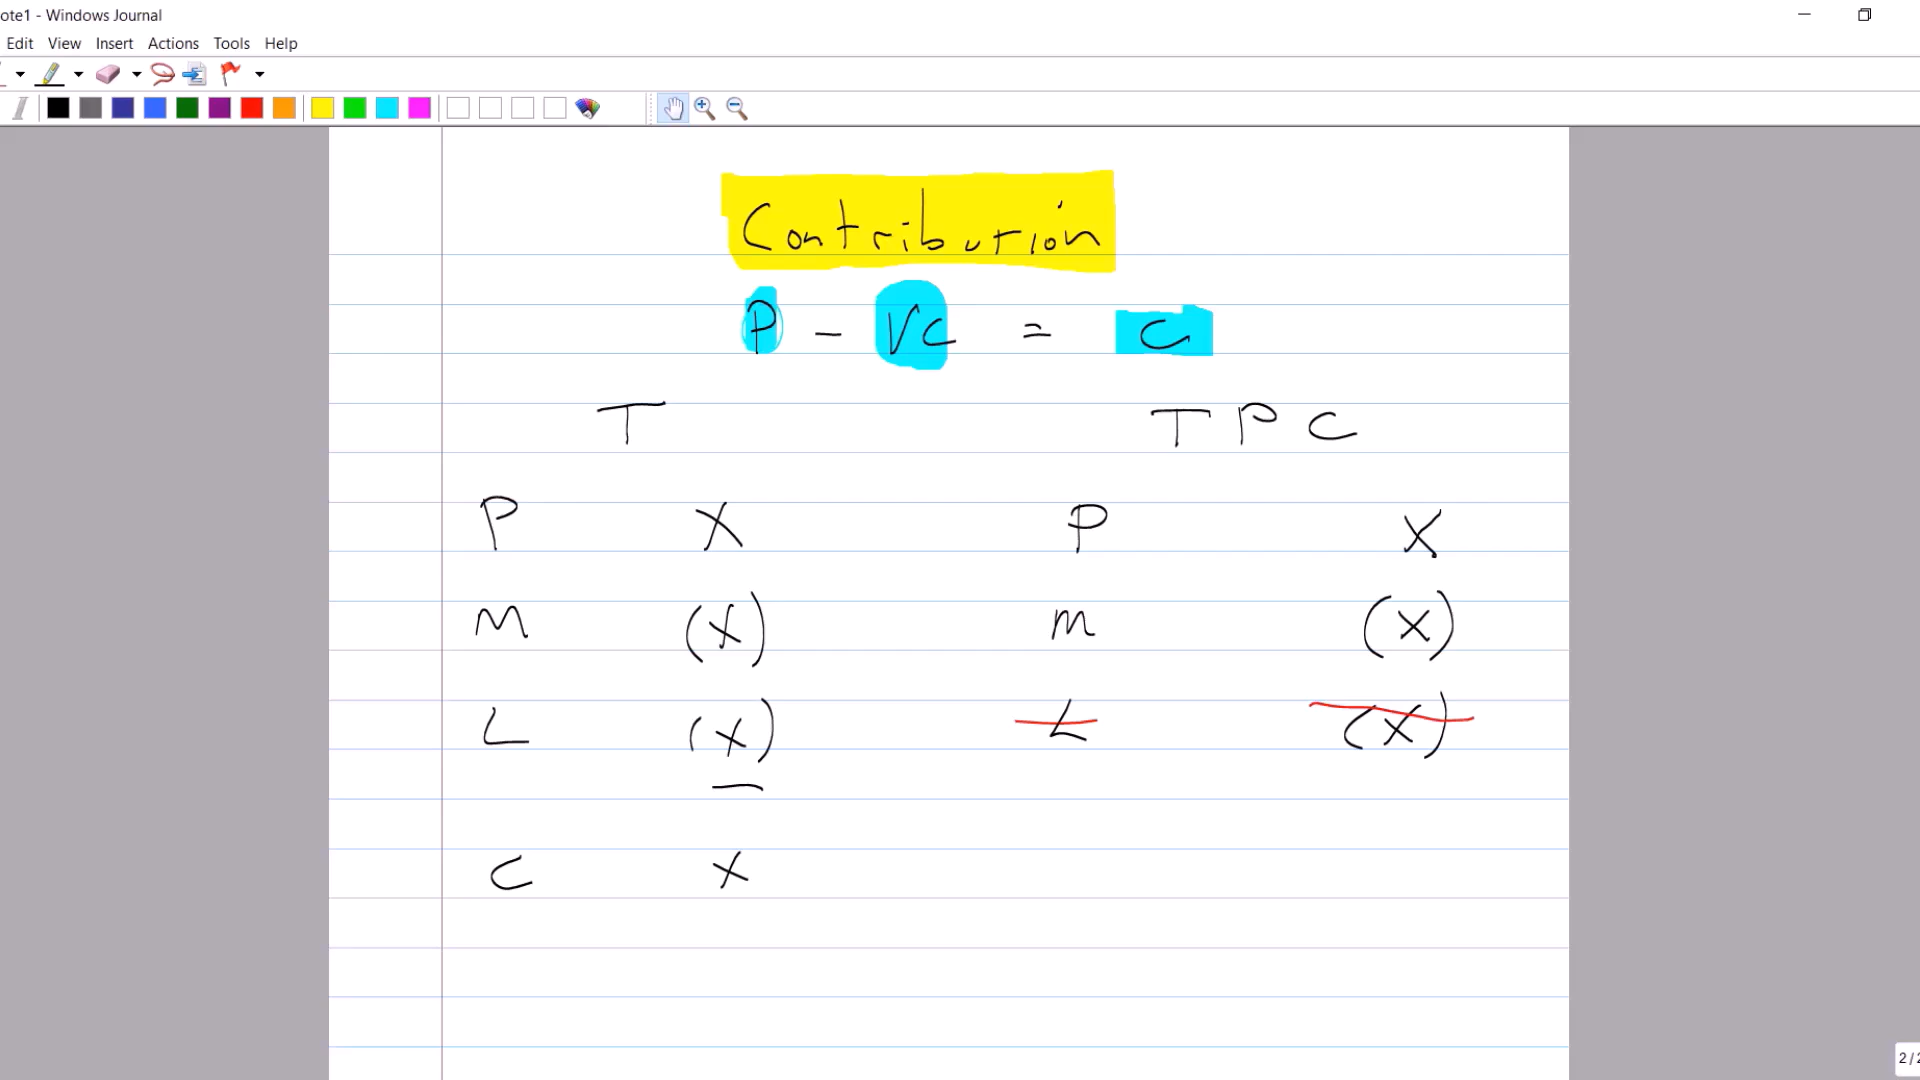 ote1 - Windows Journal
Edit View Insert Actions Tools Help
Contribution
P - VC = C
T TPC
P X P X
M (X) M (X)
L (X) L (X)
C X
2/2